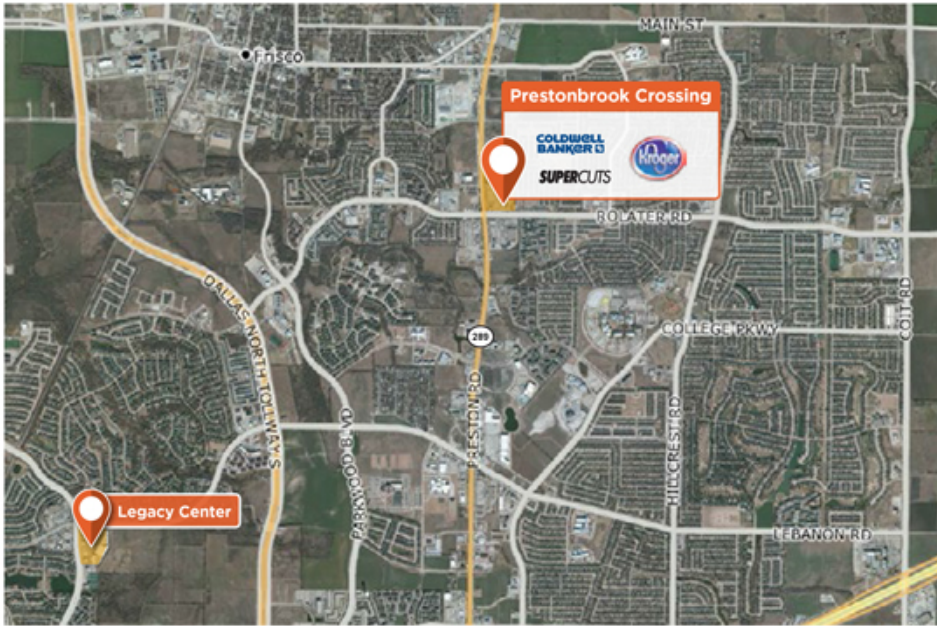 MAIN ST
Frisco
Prestonbrook Crossing
COLDWELL
BANKER
Kroger
SUPERCUTS
ROLATER RD
DALLAS NORTH TOLLWAY S
289
COLLEGE PKWY
COIT RD
PRESTON RD
HILLCREST RD
PARKWOOD BLVD
Legacy Center
LEBANON RD